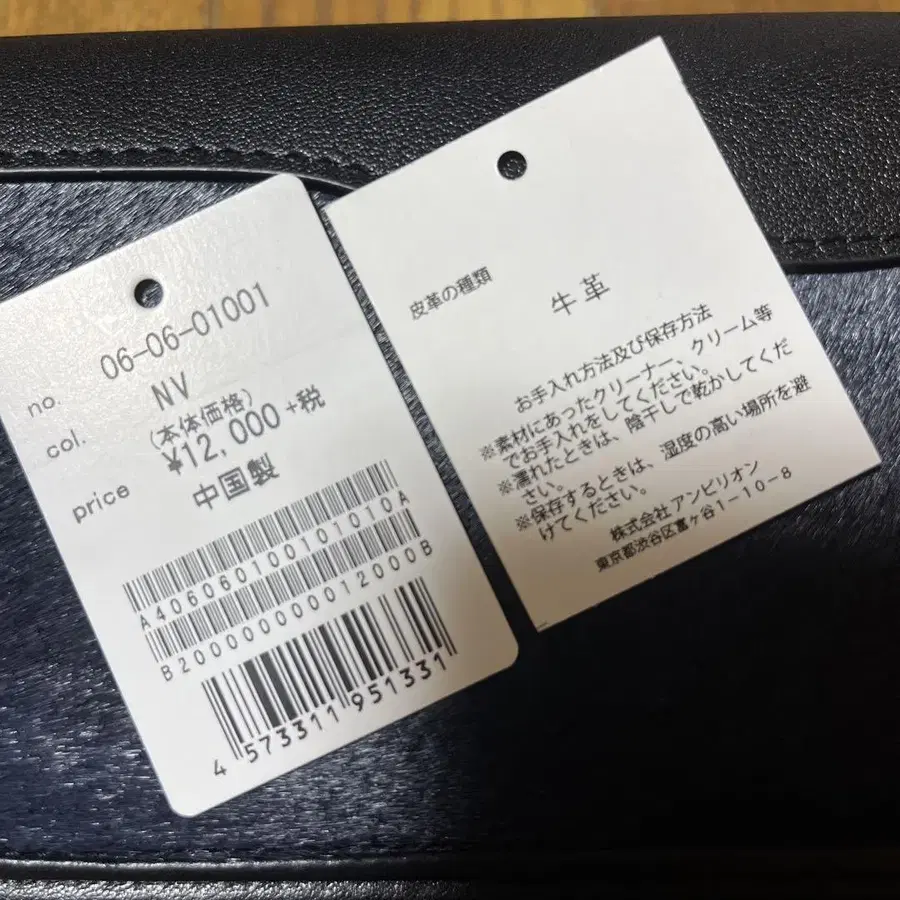 no. 06-06-01001
col. NV
(本体価格)
price ¥12,000+税
中国製
A40606010010101010A
B20000000000012000B
4 573311 951331
皮革の種類
牛革
お手入れ方法及び保存方法
※素材にあったクリーナー、クリーム等
でお手入れをしてください。
※濡れたときは、陰干しで乾かしてくだ
さい。
※保存するときは、湿度の高い場所を避
けてください。
株式会社アンビリオン
東京都渋谷区富ヶ谷1-10-8